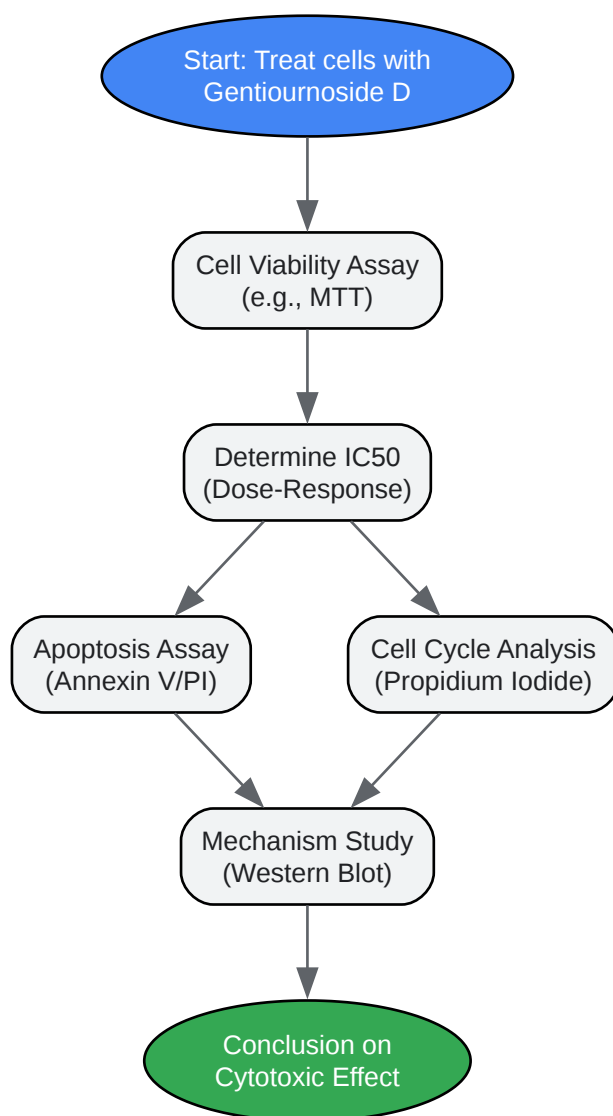 Start: Treat cells with
Gentiournoside D
Cell Viability Assay
(e.g., MTT)
Determine IC50
(Dose-Response)
Apoptosis Assay
(Annexin V/PI)
Cell Cycle Analysis
(Propidium Iodide)
Mechanism Study
(Western Blot)
Conclusion on
Cytotoxic Effect